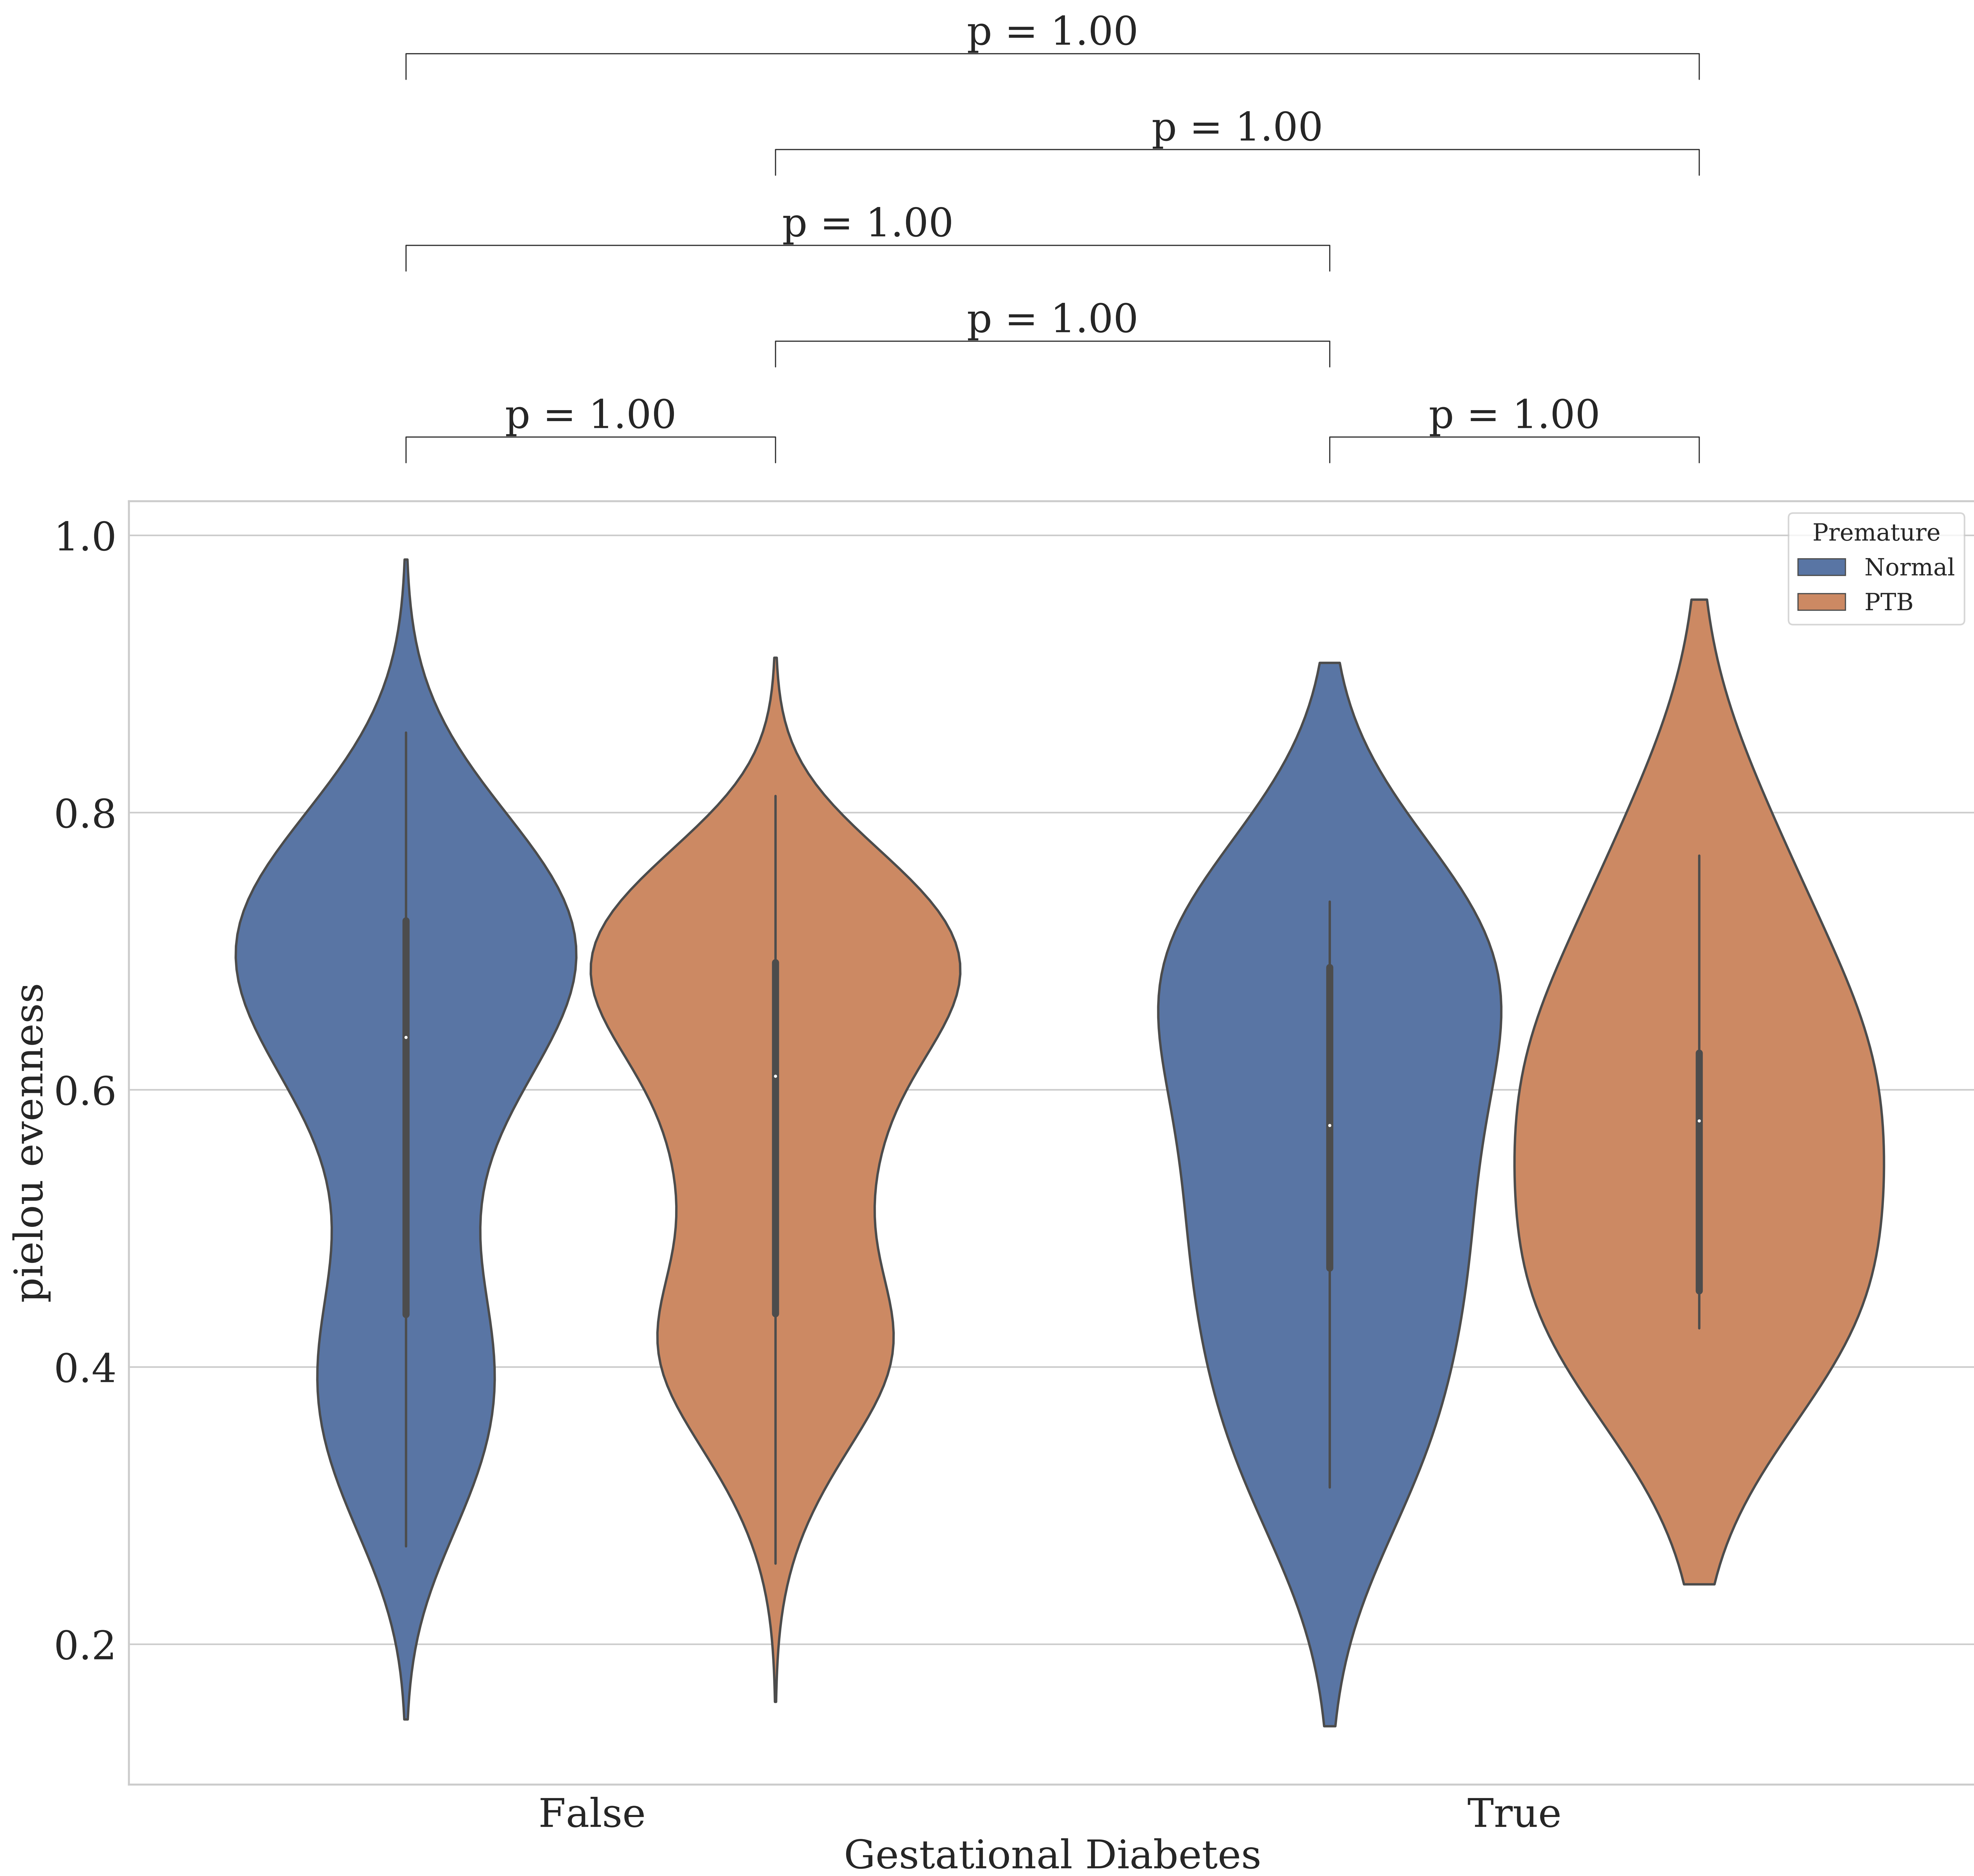 p = 1.00
p = 1.00
p = 1.00
p = 1.00
p = 1.00
p = 1.00
1.0
0.8
0.6
0.4
0.2
pielou evenness
Premature
Normal
PTB
False
True
Gestational Diabetes